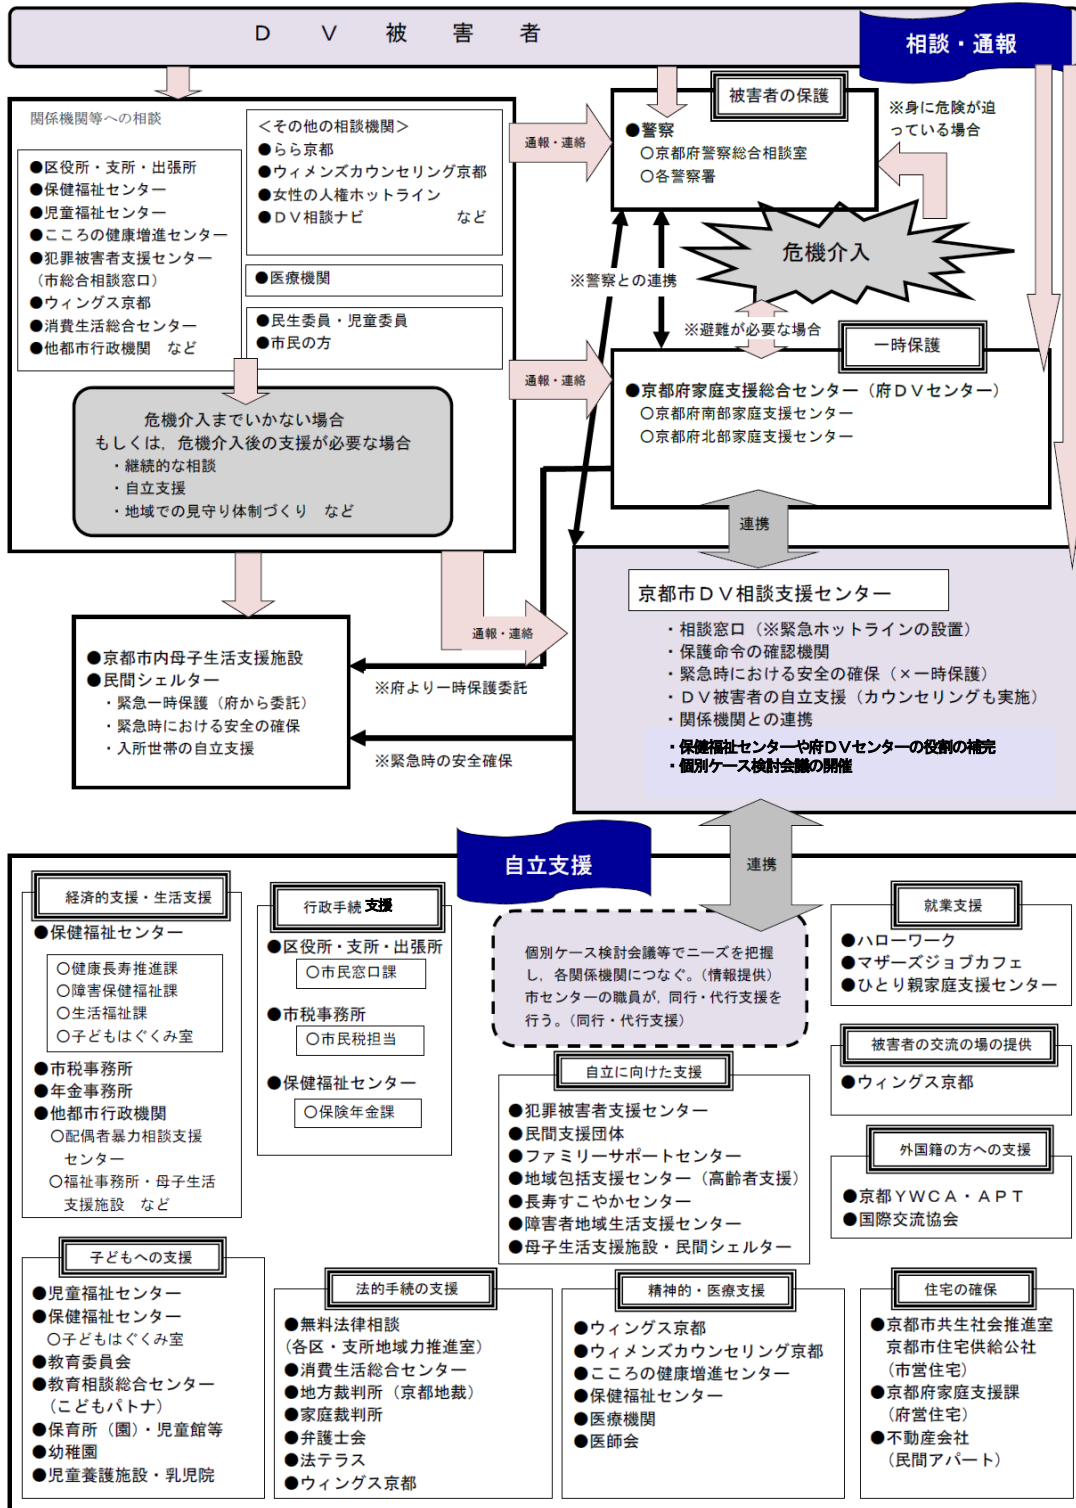 ＤＶ被害者
相談・通報
関係機関等への相談
●区役所・支所・出張所
●保健福祉センター
●児童福祉センター
●こころの健康増進センター
●犯罪被害者支援センター
（市総合相談窓口）
●ウィングス京都
●消費生活総合センター
●他都市行政機関　など
＜その他の相談機関＞
●らら京都
●ウィメンズカウンセリング京都
●女性の人権ホットライン
●ＤＶ相談ナビ　　　　など
●医療機関
●民生委員・児童委員
●市民の方
通報・連絡
被害者の保護
●警察
○京都府警察総合相談室
○各警察署
※身に危険が迫
っている場合
危機介入
※警察との連携
※避難が必要な場合
通報・連絡
一時保護
●京都府家庭支援総合センター（府ＤＶセンター）
○京都府南部家庭支援センター
○京都府北部家庭支援センター
危機介入までいかない場合
もしくは，危機介入後の支援が必要な場合
・継続的な相談
・自立支援
・地域での見守り体制づくり　など
連携
京都市ＤＶ相談支援センター
・相談窓口（※緊急ホットラインの設置）
・保護命令の確認機関
・緊急時における安全の確保（×一時保護）
・ＤＶ被害者の自立支援（カウンセリングも実施）
・関係機関との連携
・保健福祉センターや府ＤＶセンターの役割の補完
・個別ケース検討会議の開催
通報・連絡
●京都市内母子生活支援施設
●民間シェルター
・緊急一時保護（府から委託）
・緊急時における安全の確保
・入所世帯の自立支援
※府より一時保護委託
※緊急時の安全確保
連携
自立支援
経済的支援・生活支援
●保健福祉センター
○健康長寿推進課
○障害保健福祉課
○生活福祉課
○子どもはぐくみ室
●市税事務所
●年金事務所
●他都市行政機関
○配偶者暴力相談支援
センター
○福祉事務所・母子生活
支援施設　など
行政手続支援
●区役所・支所・出張所
○市民窓口課
●市税事務所
○市民税担当
●保健福祉センター
○保険年金課
個別ケース検討会議等でニーズを把握
し，各関係機関につなぐ。（情報提供）
市センターの職員が，同行・代行支援を
行う。（同行・代行支援）
自立に向けた支援
●犯罪被害者支援センター
●民間支援団体
●ファミリーサポートセンター
●地域包括支援センター（高齢者支援）
●長寿すこやかセンター
●障害者地域生活支援センター
●母子生活支援施設・民間シェルター
就業支援
●ハローワーク
●マザーズジョブカフェ
●ひとり親家庭支援センター
被害者の交流の場の提供
●ウィングス京都
外国籍の方への支援
●京都ＹＷＣＡ・ＡＰＴ
●国際交流協会
子どもへの支援
●児童福祉センター
●保健福祉センター
○子どもはぐくみ室
●教育委員会
●教育相談総合センター
（こどもパトナ）
●保育所（園）・児童館等
●幼稚園
●児童養護施設・乳児院
法的手続の支援
●無料法律相談
（各区・支所地域力推進室）
●消費生活総合センター
●地方裁判所（京都地裁）
●家庭裁判所
●弁護士会
●法テラス
●ウィングス京都
精神的・医療支援
●ウィングス京都
●ウィメンズカウンセリング京都
●こころの健康増進センター
●保健福祉センター
●医療機関
●医師会
住宅の確保
●京都市共生社会推進室
京都市住宅供給公社
（市営住宅）
●京都府家庭支援課
（府営住宅）
●不動産会社
（民間アパート）